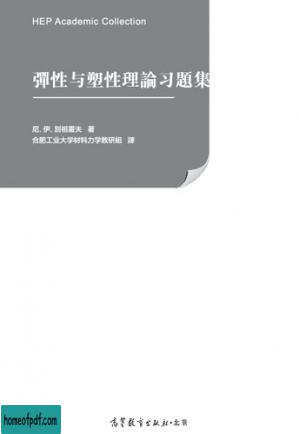 HEP Academic Collection
彈性与塑性理論习題集
尼. 伊. 別祖霍夫 著
合肥工业大学材料力学教研組 譯
高等教育出版社·北京
homeofpdf.com